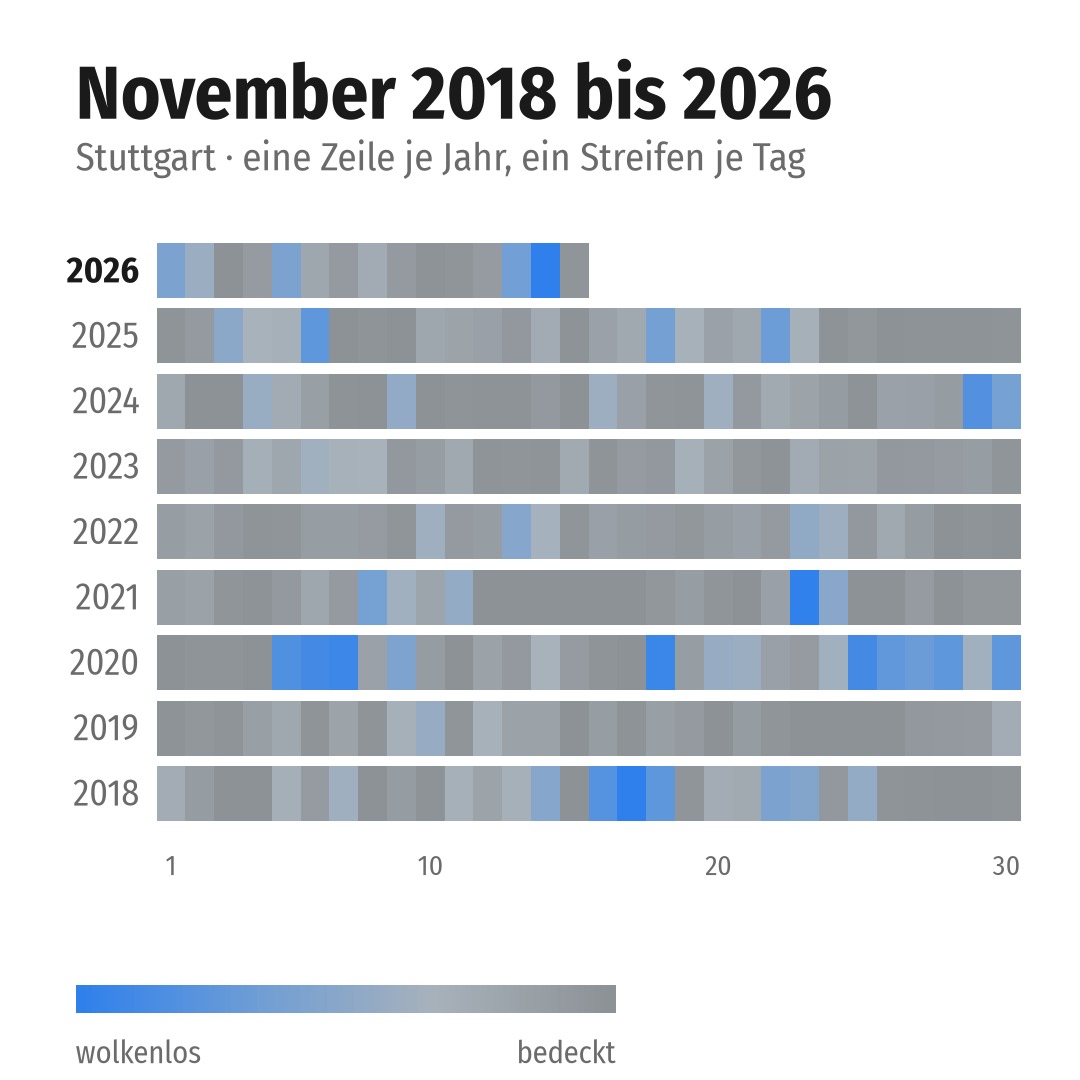 November 2018 bis 2026
Stuttgart · eine Zeile je Jahr, ein Streifen je Tag
2026
2025
2024
2023
2022
2021
2020
2019
2018
1 10 20 30
wolkenlos bedeckt